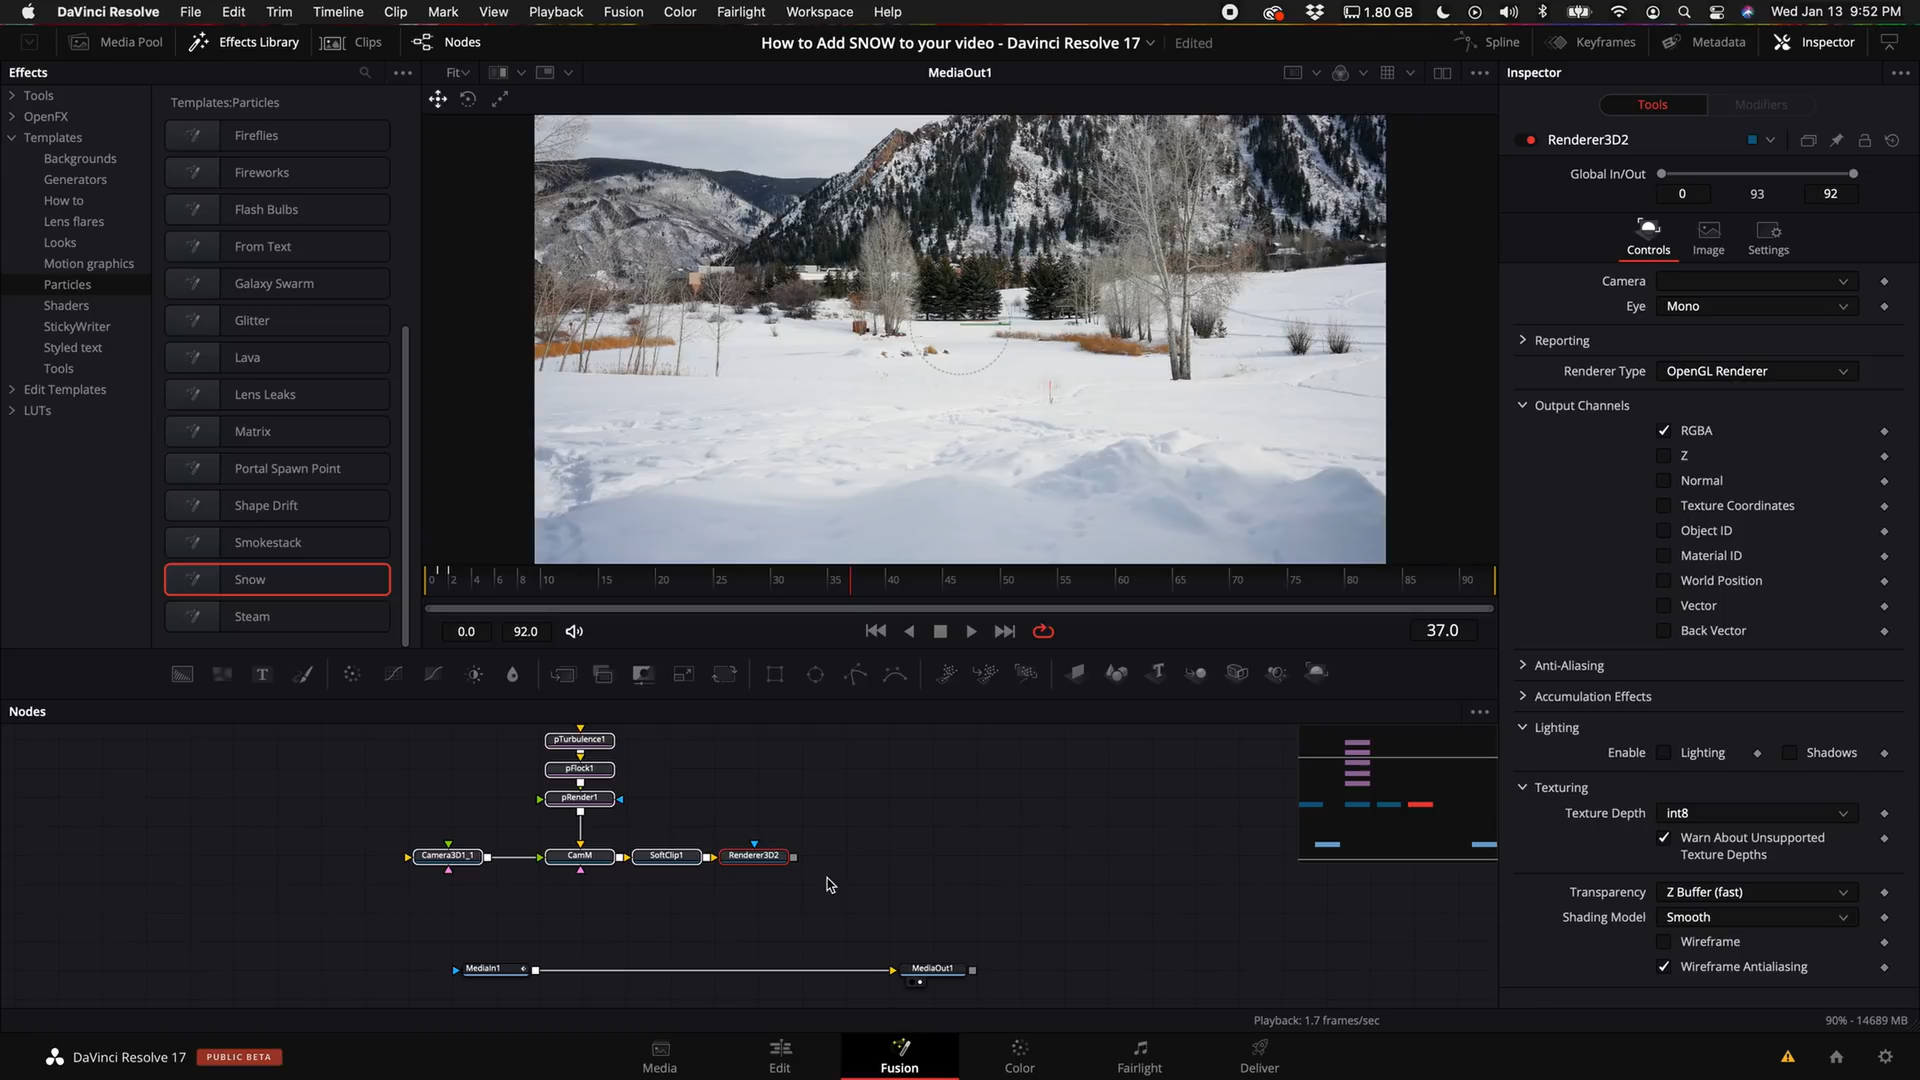 DaVinci Resolve File Edit Trim Timeline Clip Mark View Playback Fusion Color Fairlight Workspace Help 1.80 GB Wed Jan 13 9:52 PM
Media Pool Effects Library Clips Nodes How to Add SNOW to your video - Davinci Resolve 17 Edited Spline Keyframes Metadata Inspector
Effects Fit MediaOut1 Inspector
Tools
OpenFX
Templates
Backgrounds
Generators
How to
Lens flares
Looks
Motion graphics
Particles
Shaders
StickyWriter
Styled text
Tools
Edit Templates
LUTs
Templates:Particles
Fireflies
Fireworks
Flash Bulbs
From Text
Galaxy Swarm
Glitter
Lava
Lens Leaks
Matrix
Portal Spawn Point
Shape Drift
Smokestack
Snow
Steam
0 2 4 6 8 10 15 20 25 30 35 40 45 50 55 60 65 70 75 80 85 90
0.0 92.0 37.0
Nodes
pTurbulence1
pFlock1
pRender1
Camera3D1_1 CamM SoftClip1 Renderer3D2
MediaIn1 MediaOut1
Tools Modifiers
Renderer3D2
Global In/Out
0 93 92
Controls Image Settings
Camera
Eye Mono
Reporting
Renderer Type OpenGL Renderer
Output Channels
RGBA
Z
Normal
Texture Coordinates
Object ID
Material ID
World Position
Vector
Back Vector
Anti-Aliasing
Accumulation Effects
Lighting
Enable Lighting Shadows
Texturing
Texture Depth int8
Warn About Unsupported
Texture Depths
Transparency Z Buffer (fast)
Shading Model Smooth
Wireframe
Wireframe Antialiasing
Playback: 1.7 frames/sec 90% - 14689 MB
DaVinci Resolve 17 PUBLIC BETA Media Edit Fusion Color Fairlight Deliver